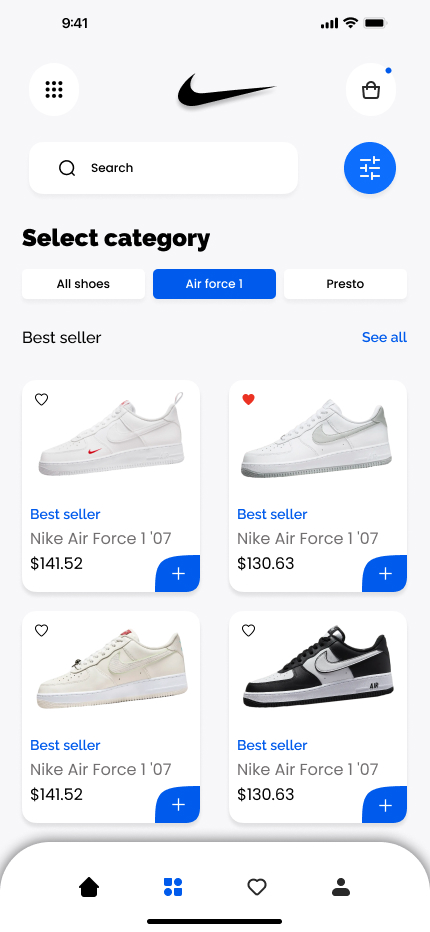 9:41
Search
Select category
All shoes
Air force 1
Presto
Best seller
See all
Best seller
Nike Air Force 1 '07
$141.52
Best seller
Nike Air Force 1 '07
$130.63
AIR
Best seller
Nike Air Force 1 '07
$141.52
Best seller
Nike Air Force 1 '07
$130.63